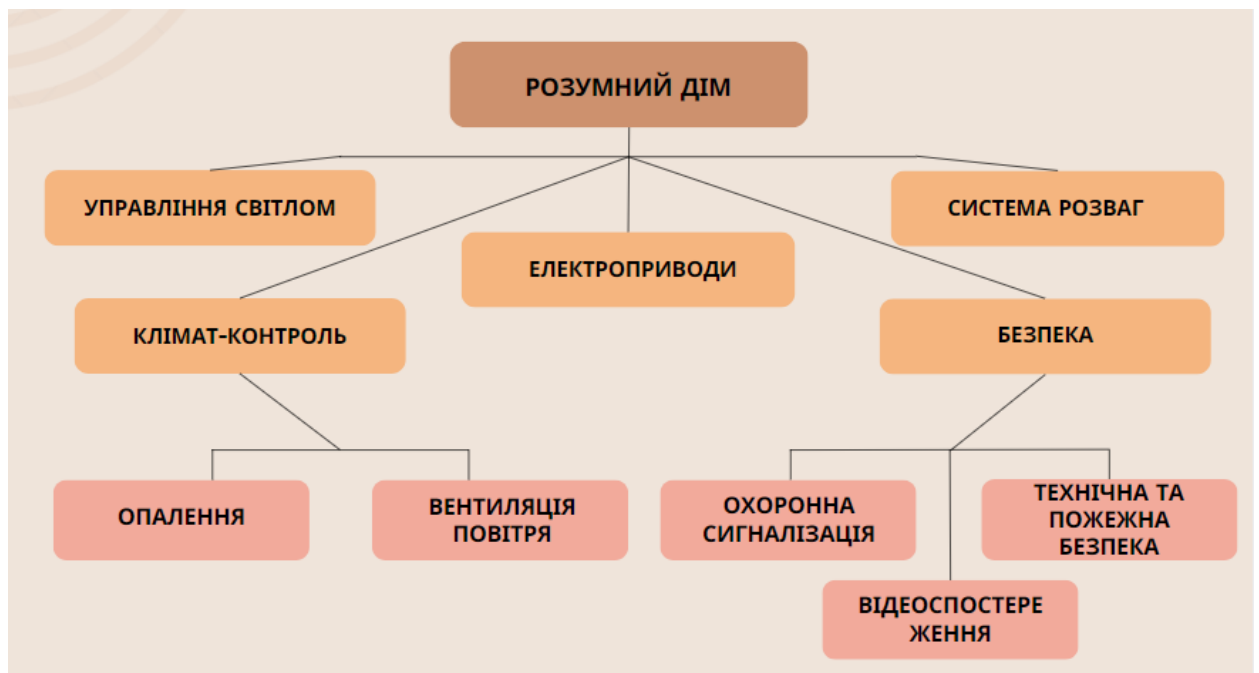 РОЗУМНИЙ ДІМ
УПРАВЛІННЯ СВІТЛОМ
СИСТЕМА РОЗВАГ
ЕЛЕКТРОПРИВОДИ
КЛІМАТ-КОНТРОЛЬ
БЕЗПЕКА
ОПАЛЕННЯ
ВЕНТИЛЯЦІЯ
ПОВІТРЯ
ОХОРОННА
СИГНАЛІЗАЦІЯ
ТЕХНІЧНА ТА
ПОЖЕЖНА
БЕЗПЕКА
ВІДЕОСПОСТЕРЕ
ЖЕННЯ